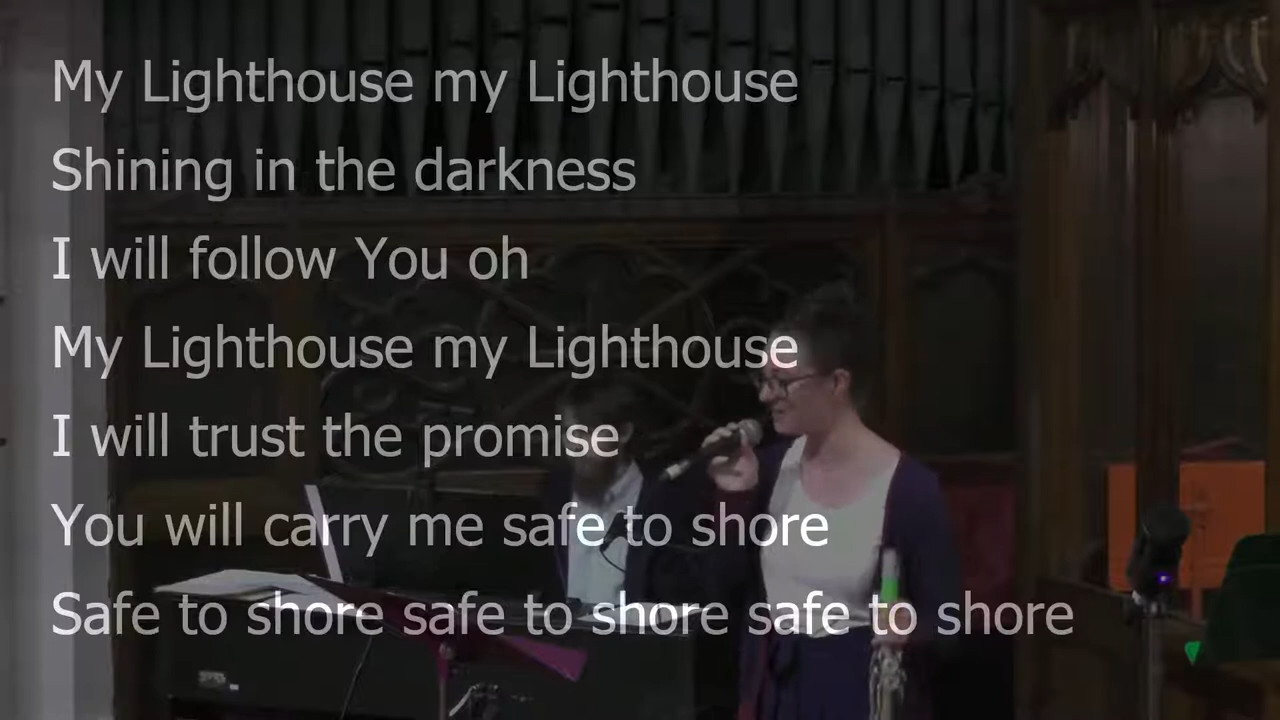 My Lighthouse my Lighthouse
Shining in the darkness
I will follow You oh
My Lighthouse my Lighthouse
I will trust the promise
You will carry me safe to shore
Safe to shore safe to shore safe to shore